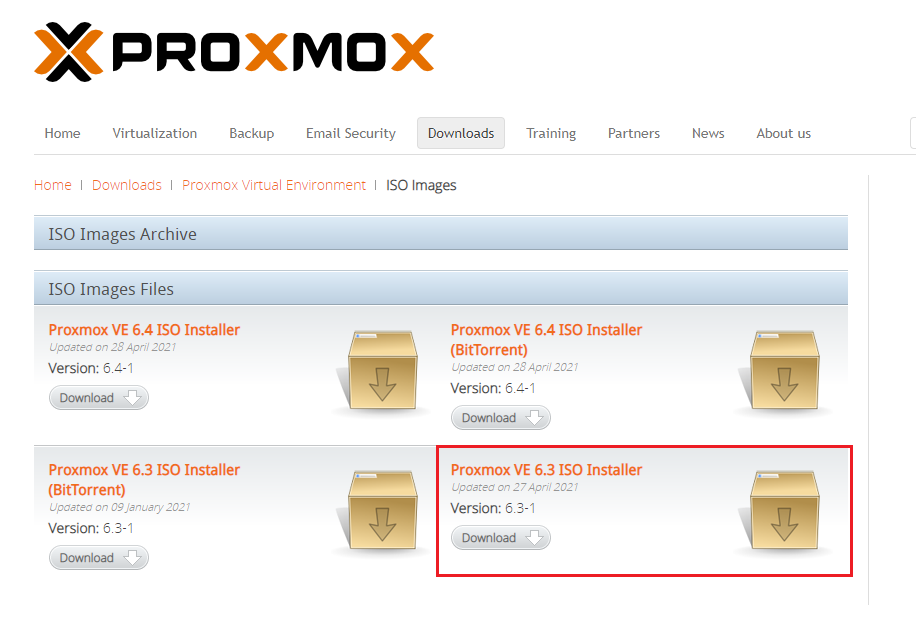 PROXMOX
Home Virtualization Backup Email Security Downloads Training Partners News About us
Home | Downloads | Proxmox Virtual Environment | ISO Images
ISO Images Archive
ISO Images Files
Proxmox VE 6.4 ISO Installer
Updated on 28 April 2021
Version: 6.4-1
Download
Proxmox VE 6.4 ISO Installer
(BitTorrent)
Updated on 28 April 2021
Version: 6.4-1
Download
Proxmox VE 6.3 ISO Installer
(BitTorrent)
Updated on 09 January 2021
Version: 6.3-1
Download
Proxmox VE 6.3 ISO Installer
Updated on 27 April 2021
Version: 6.3-1
Download